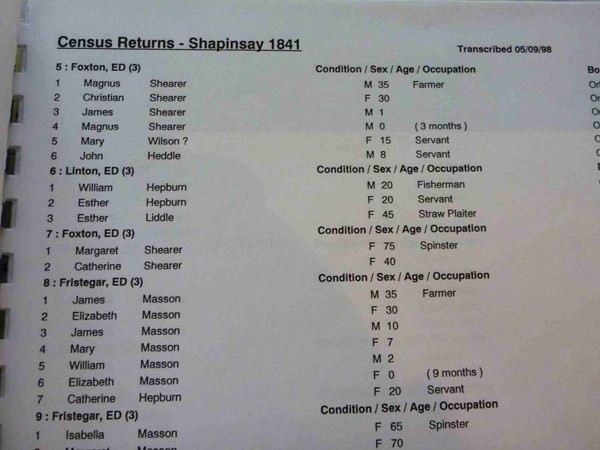 Census Returns - Shapinsay 1841 Transcribed 05/09/98
5 : Foxton, ED (3) Condition / Sex / Age / Occupation
1 Magnus Shearer M 35 Farmer
2 Christian Shearer F 30
3 James Shearer M 1
4 Magnus Shearer M 0 ( 3 months )
5 Mary Wilson ? F 15 Servant
6 John Heddle M 8 Servant
6 : Linton, ED (3) Condition / Sex / Age / Occupation
1 William Hepburn M 20 Fisherman
2 Esther Hepburn F 20 Servant
3 Esther Liddle F 45 Straw Plaiter
7 : Foxton, ED (3) Condition / Sex / Age / Occupation
1 Margaret Shearer F 75 Spinster
2 Catherine Shearer F 40
8 : Fristegar, ED (3) Condition / Sex / Age / Occupation
1 James Masson M 35 Farmer
2 Elizabeth Masson F 30
3 James Masson M 10
4 Mary Masson F 7
5 William Masson M 2
6 Elizabeth Masson F 0 ( 9 months )
7 Catherine Hepburn F 20 Servant
9 : Fristegar, ED (3) Condition / Sex / Age / Occupation
1 Isabella Masson F 65 Spinster
F 70